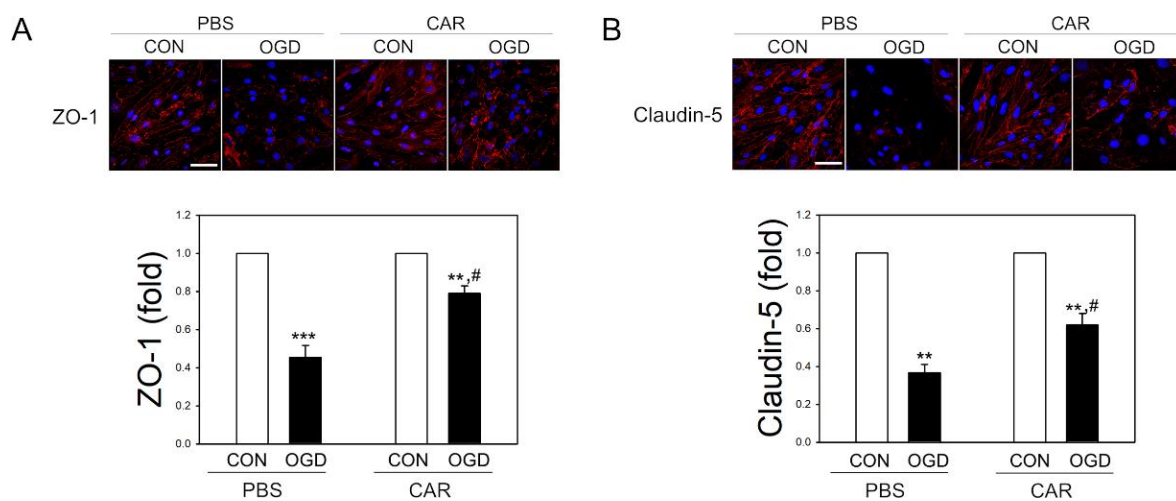 A
PBS CAR
CON OGD CON OGD
ZO-1
1.2
1.0
0.8
0.6
0.4
0.2
0.0
ZO-1 (fold)
***
**,#
CON OGD CON OGD
PBS CAR
B
PBS CAR
CON OGD CON OGD
Claudin-5
1.2
1.0
0.8
0.6
0.4
0.2
0.0
Claudin-5 (fold)
**
**,#
CON OGD CON OGD
PBS CAR